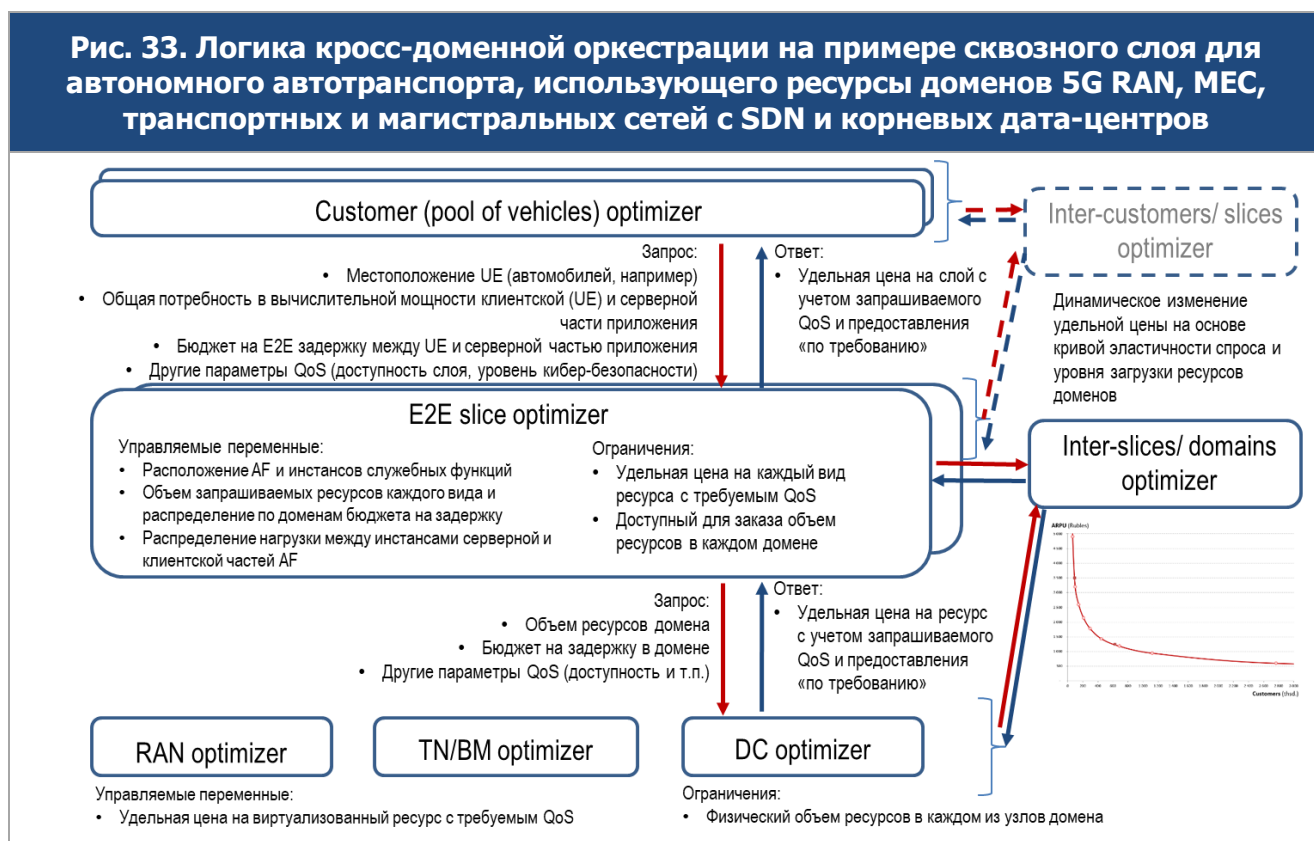 Рис. 33. Логика кросс-доменной оркестрации на примере сквозного слоя для
автономного автотранспорта, использующего ресурсы доменов 5G RAN, MEC,
транспортных и магистральных сетей с SDN и корневых дата-центров
Customer (pool of vehicles) optimizer
Inter-customers/ slices
optimizer
Запрос:
• Местоположение UE (автомобилей, например)
• Общая потребность в вычислительной мощности клиентской (UE) и серверной
части приложения
• Бюджет на E2E задержку между UE и серверной частью приложения
• Другие параметры QoS (доступность слоя, уровень кибер-безопасности)
Ответ:
• Удельная цена на слой с
учетом запрашиваемого
QoS и предоставления
«по требованию»
Динамическое изменение
удельной цены на основе
кривой эластичности спроса и
уровня загрузки ресурсов
доменов
E2E slice optimizer
Управляемые переменные:
• Расположение AF и инстансов служебных функций
• Объем запрашиваемых ресурсов каждого вида и
распределение по доменам бюджета на задержку
• Распределение нагрузки между инстансами серверной и
клиентской частей AF
Ограничения:
• Удельная цена на каждый вид
ресурса с требуемым QoS
• Доступный для заказа объем
ресурсов в каждом домене
Inter-slices/ domains
optimizer
ARPU (Rubles)
Customers (thsd.)
Запрос:
• Объем ресурсов домена
• Бюджет на задержку в домене
• Другие параметры QoS (доступность и т.п.)
Ответ:
• Удельная цена на ресурс
с учетом запрашиваемого
QoS и предоставления
«по требованию»
RAN optimizer
TN/BM optimizer
DC optimizer
Управляемые переменные:
• Удельная цена на виртуализованный ресурс с требуемым QoS
Ограничения:
• Физический объем ресурсов в каждом из узлов домена